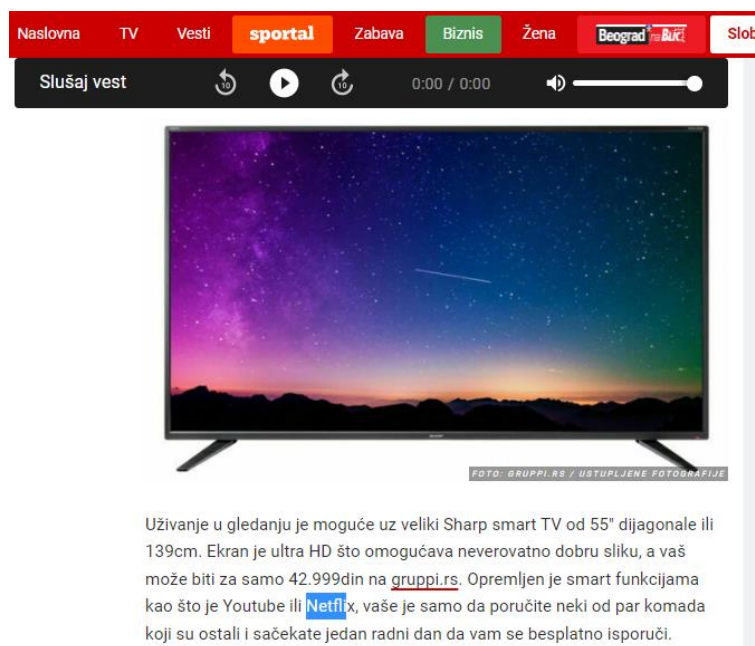 Naslovna TV Vesti sportal Zabava Biznis Žena Beograd na Blic Slob
Slušaj vest 10 10 0:00 / 0:00
FOTO: GRUPPI.RS / USTUPLJENE FOTOGRAFIJE
Uživanje u gledanju je moguće uz veliki Sharp smart TV od 55" dijagonale ili
139cm. Ekran je ultra HD što omogućava neverovatno dobru sliku, a vaš
može biti za samo 42.999din na gruppi.rs. Opremljen je smart funkcijama
kao što je Youtube ili Netflix, vaše je samo da poručite neki od par komada
koji su ostali i sačekate jedan radni dan da vam se besplatno isporuči.